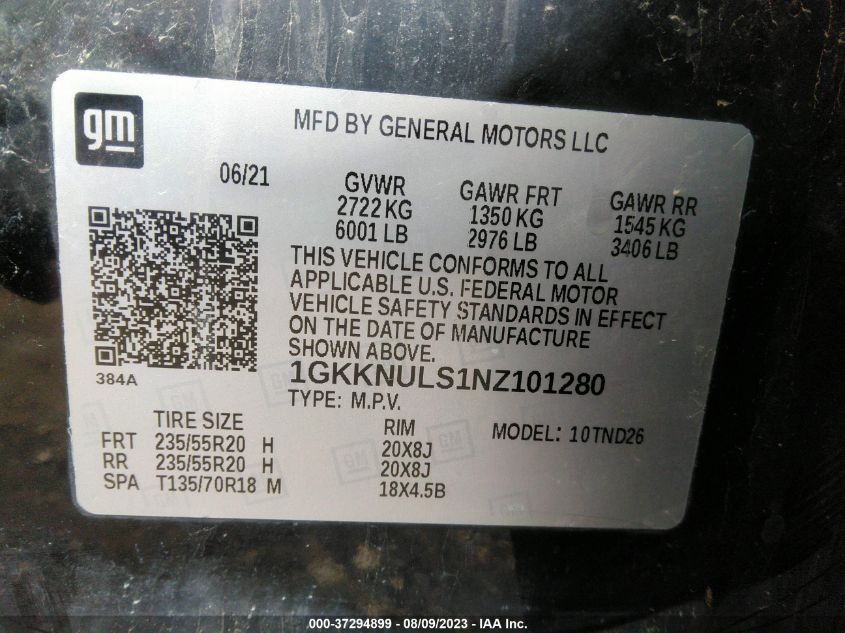 gm
MFD BY GENERAL MOTORS LLC
06/21
GVWR
2722 KG
6001 LB
GAWR FRT
1350 KG
2976 LB
GAWR RR
1545 KG
3406 LB
THIS VEHICLE CONFORMS TO ALL
APPLICABLE U.S. FEDERAL MOTOR
VEHICLE SAFETY STANDARDS IN EFFECT
ON THE DATE OF MANUFACTURE
SHOWN ABOVE.
384A
1GKKNULS1NZ101280
TYPE: M.P.V.
MODEL: 10TND26
TIRE SIZE RIM
FRT 235/55R20 H 20X8J
RR 235/55R20 H 20X8J
SPA T135/70R18 M 18X4.5B
GM GM GM
000-37294899 - 08/09/2023 - IAA Inc.